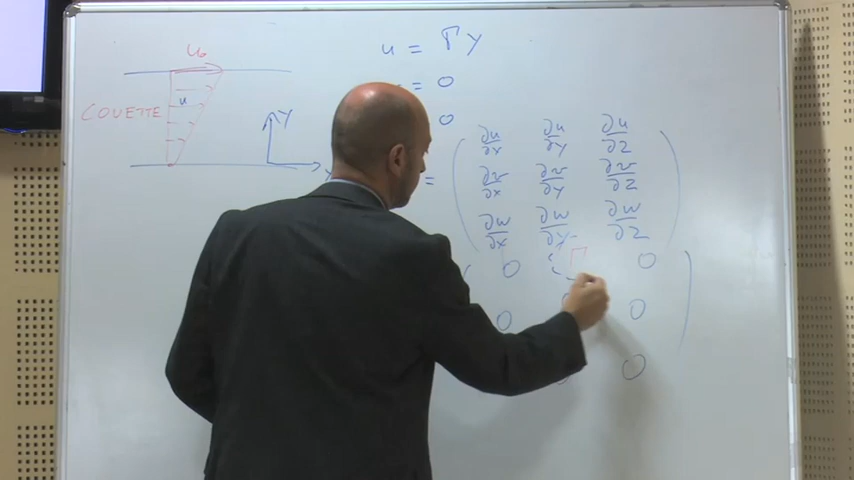 u₀
COUETTE
u
Y
u = Γy
= 0
0
= ∂u/∂x ∂u/∂y ∂u/∂z
∂v/∂x ∂v/∂y ∂v/∂z
∂w/∂x ∂w/∂y ∂w/∂z
0 Γ 0
0 0
0